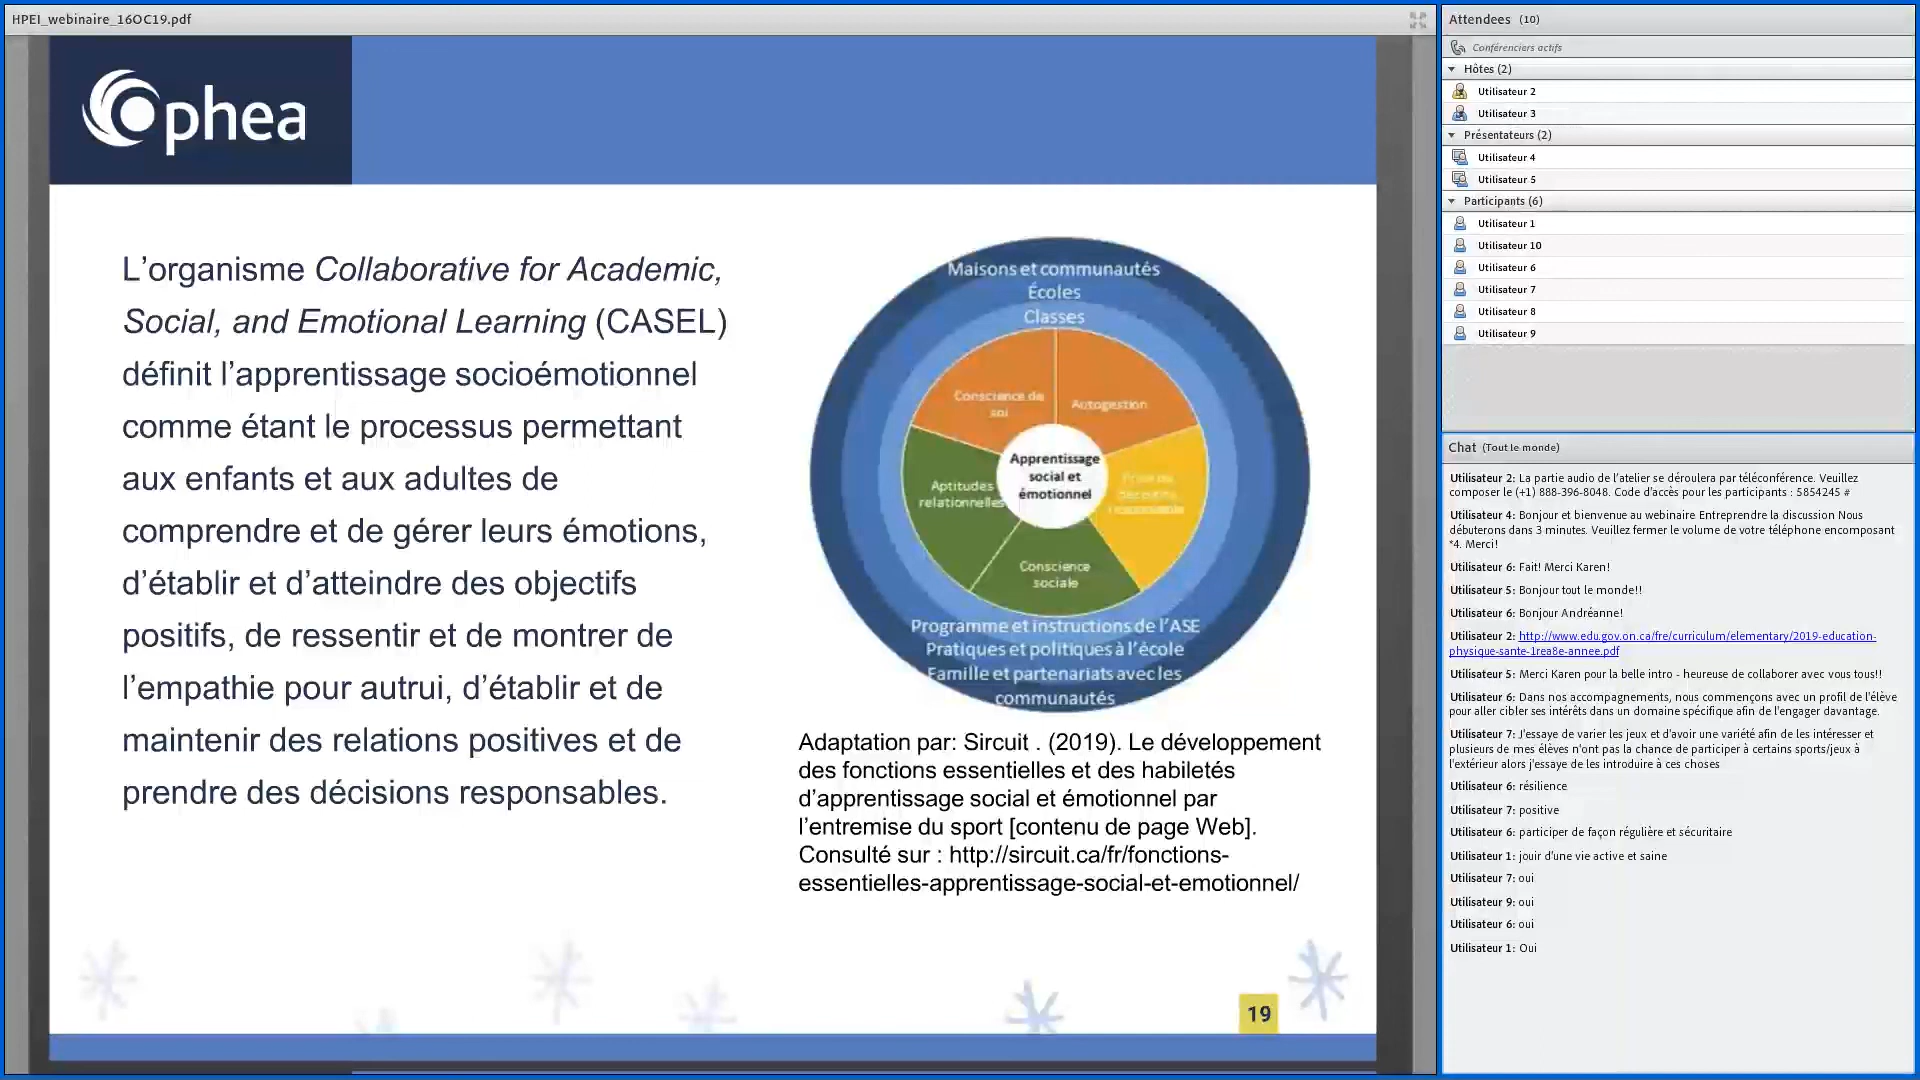 HPEI_webinaire_16OC19.pdf
Ophea
L’organisme Collaborative for Academic,
Social, and Emotional Learning (CASEL)
définit l’apprentissage socioémotionnel
comme étant le processus permettant
aux enfants et aux adultes de
comprendre et de gérer leurs émotions,
d’établir et d’atteindre des objectifs
positifs, de ressentir et de montrer de
l’empathie pour autrui, d’établir et de
maintenir des relations positives et de
prendre des décisions responsables.
Maisons et communautés
Écoles
Classes
Conscience de
soi
Autogestion
Apprentissage
social et
émotionnel
Aptitudes
relationnelles
Prise de
décisions
responsable
Conscience
sociale
Programme et instructions de l’ASE
Pratiques et politiques à l’école
Famille et partenariats avec les
communautés
Adaptation par: Sircuit . (2019). Le développement
des fonctions essentielles et des habiletés
d’apprentissage social et émotionnel par
l’entremise du sport [contenu de page Web].
Consulté sur : http://sircuit.ca/fr/fonctions-
essentielles-apprentissage-social-et-emotionnel/
19
Attendees (10)
Conférenciers actifs
Hôtes (2)
Utilisateur 2
Utilisateur 3
Présentateurs (2)
Utilisateur 4
Utilisateur 5
Participants (6)
Utilisateur 1
Utilisateur 10
Utilisateur 6
Utilisateur 7
Utilisateur 8
Utilisateur 9
Chat (Tout le monde)
Utilisateur 2: La partie audio de l’atelier se déroulera par téléconférence. Veuillez
composer le (+1) 888-396-8048. Code d’accès pour les participants : 5854245 #
Utilisateur 4: Bonjour et bienvenue au webinaire Entreprendre la discussion Nous
débuterons dans 3 minutes. Veuillez fermer le volume de votre téléphone encomposant
*4. Merci!
Utilisateur 6: Fait! Merci Karen!
Utilisateur 5: Bonjour tout le monde!!
Utilisateur 6: Bonjour Andréanne!
Utilisateur 2: http://www.edu.gov.on.ca/fre/curriculum/elementary/2019-education-
physique-sante-1rea8e-annee.pdf
Utilisateur 5: Merci Karen pour la belle intro - heureuse de collaborer avec vous tous!!
Utilisateur 6: Dans nos accompagnements, nous commençons avec un profil de l'élève
pour aller cibler ses intérêts dans un domaine spécifique afin de l'engager davantage.
Utilisateur 7: J'essaye de varier les jeux et d'avoir une variété afin de les intéresser et
plusieurs de mes élèves n'ont pas la chance de participer à certains sports/jeux à
l'extérieur alors j'essaye de les introduire à ces choses
Utilisateur 6: résilience
Utilisateur 7: positive
Utilisateur 6: participer de façon régulière et sécuritaire
Utilisateur 1: jouir d'une vie active et saine
Utilisateur 7: oui
Utilisateur 9: oui
Utilisateur 6: oui
Utilisateur 1: Oui